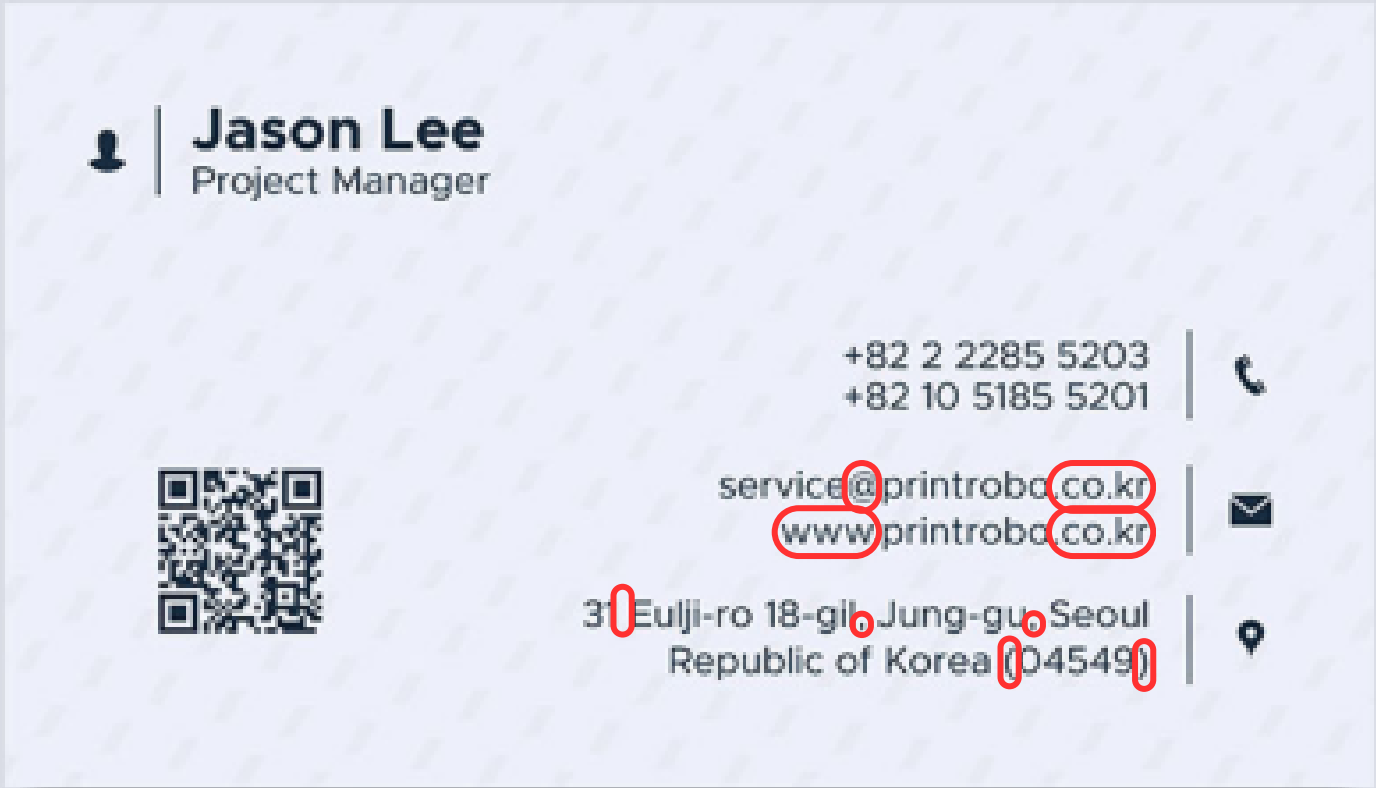 Jason Lee
Project Manager
+82 2 2285 5203
+82 10 5185 5201
service@printrobo.co.kr
www.printrobo.co.kr
31 Eulji-ro 18-gil, Jung-gu, Seoul
Republic of Korea (04549)